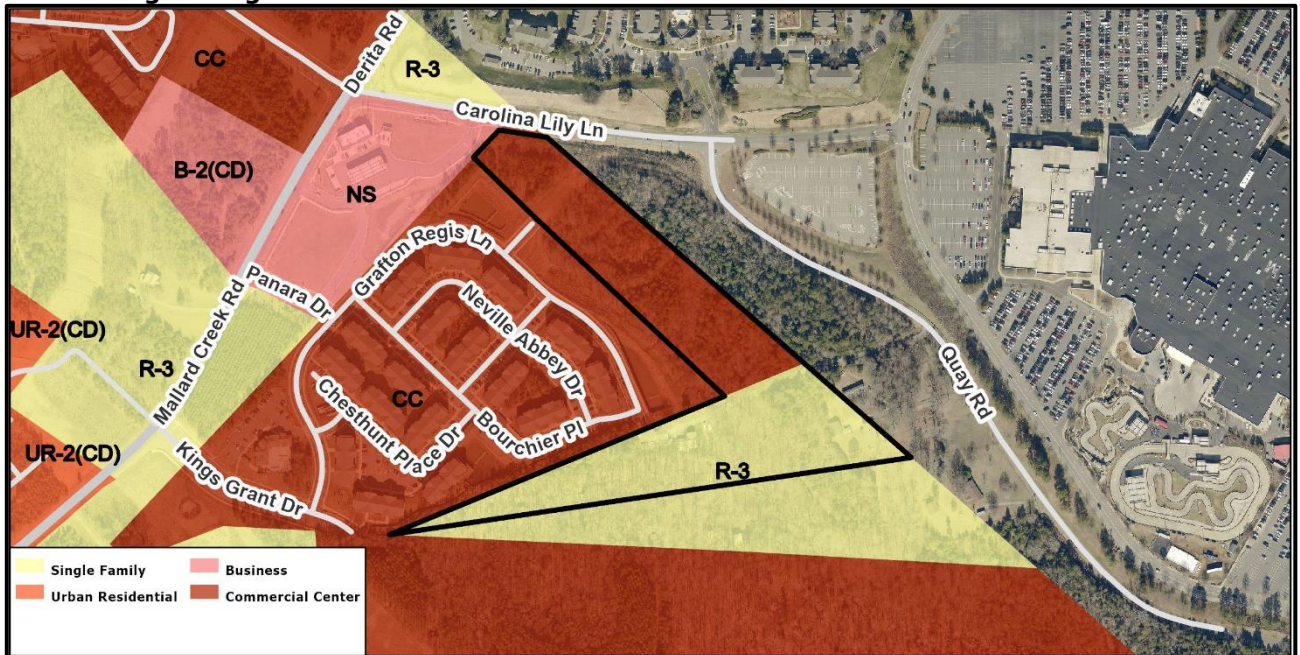 CC
Derita Rd
R-3
Carolina Lily Ln
B-2(CD)
NS
Grafton Regis Ln
Panara Dr
Neville Abbey Dr
UR-2(CD)
R-3
Mallard Creek Rd
CC
Quay Rd
Chesthunt Place Dr
Bourchier Pl
UR-2(CD)
Kings Grant Dr
R-3
Single Family
Business
Urban Residential
Commercial Center